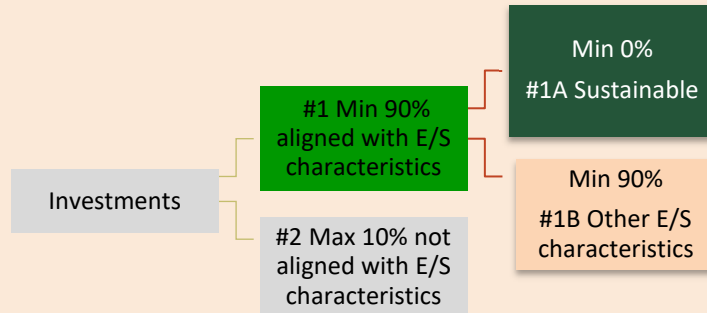 Investments
#1 Min 90%
aligned with E/S
characteristics
#2 Max 10% not
aligned with E/S
characteristics
Min 0%
#1A Sustainable
Min 90%
#1B Other E/S
characteristics